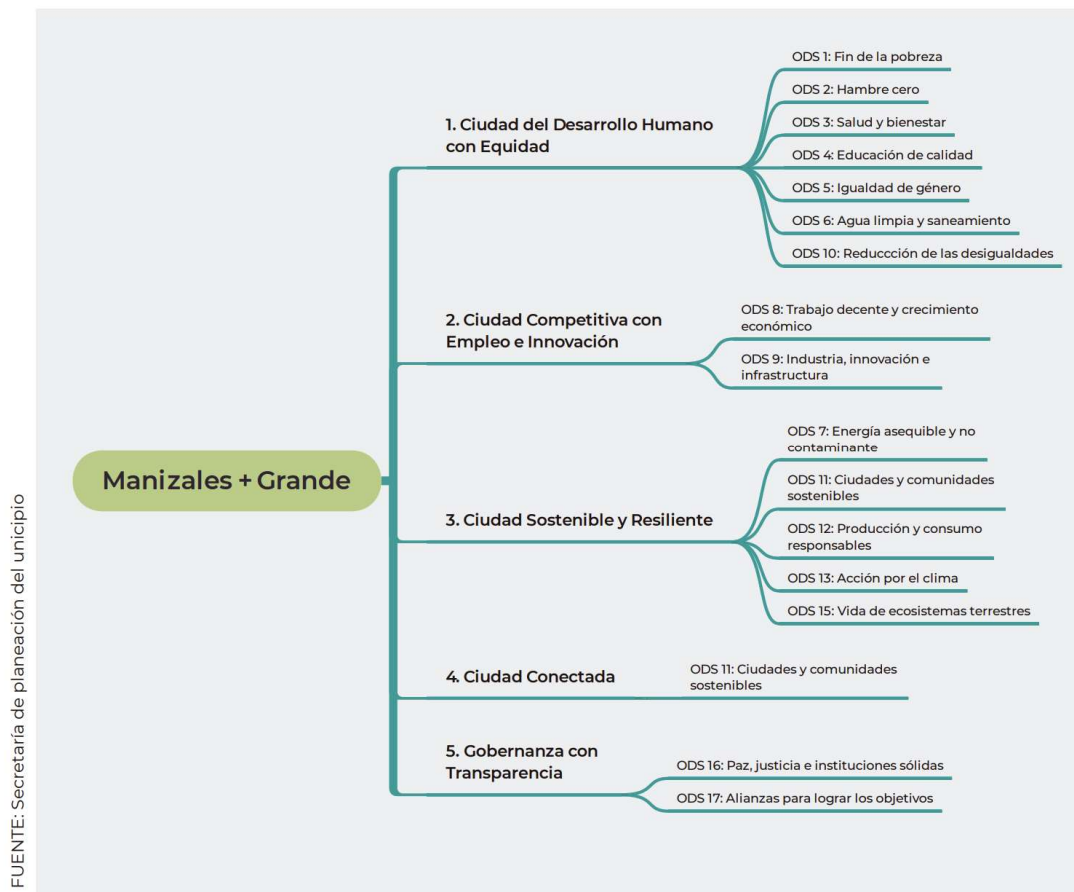 ODS 1: Fin de la pobreza
ODS 2: Hambre cero
1. Ciudad del Desarrollo Humano
con Equidad
ODS 3: Salud y bienestar
ODS 4: Educación de calidad
ODS 5: Igualdad de género
ODS 6: Agua limpia y saneamiento
ODS 10: Reduccción de las desigualdades
2. Ciudad Competitiva con
Empleo e Innovación
ODS 8: Trabajo decente y crecimiento
económico
ODS 9: Industria, innovación e
infrastructura
Manizales + Grande
3. Ciudad Sostenible y Resiliente
ODS 7: Energía asequible y no
contaminante
ODS 11: Ciudades y comunidades
sostenibles
ODS 12: Producción y consumo
responsables
ODS 13: Acción por el clima
ODS 15: Vida de ecosistemas terrestres
4. Ciudad Conectada
ODS 11: Ciudades y comunidades
sostenibles
5. Gobernanza con
Transparencia
ODS 16: Paz, justicia e instituciones sólidas
ODS 17: Alianzas para lograr los objetivos
FUENTE: Secretaría de planeación del unicipio